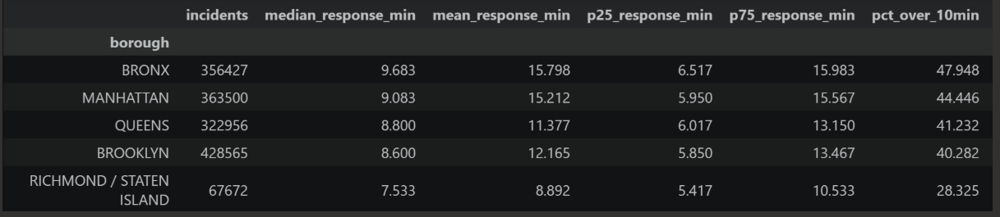 incidents median_response_min mean_response_min p25_response_min p75_response_min pct_over_10min
borough
BRONX 356427 9.683 15.798 6.517 15.983 47.948
MANHATTAN 363500 9.083 15.212 5.950 15.567 44.446
QUEENS 322956 8.800 11.377 6.017 13.150 41.232
BROOKLYN 428565 8.600 12.165 5.850 13.467 40.282
RICHMOND / STATEN
ISLAND 67672 7.533 8.892 5.417 10.533 28.325